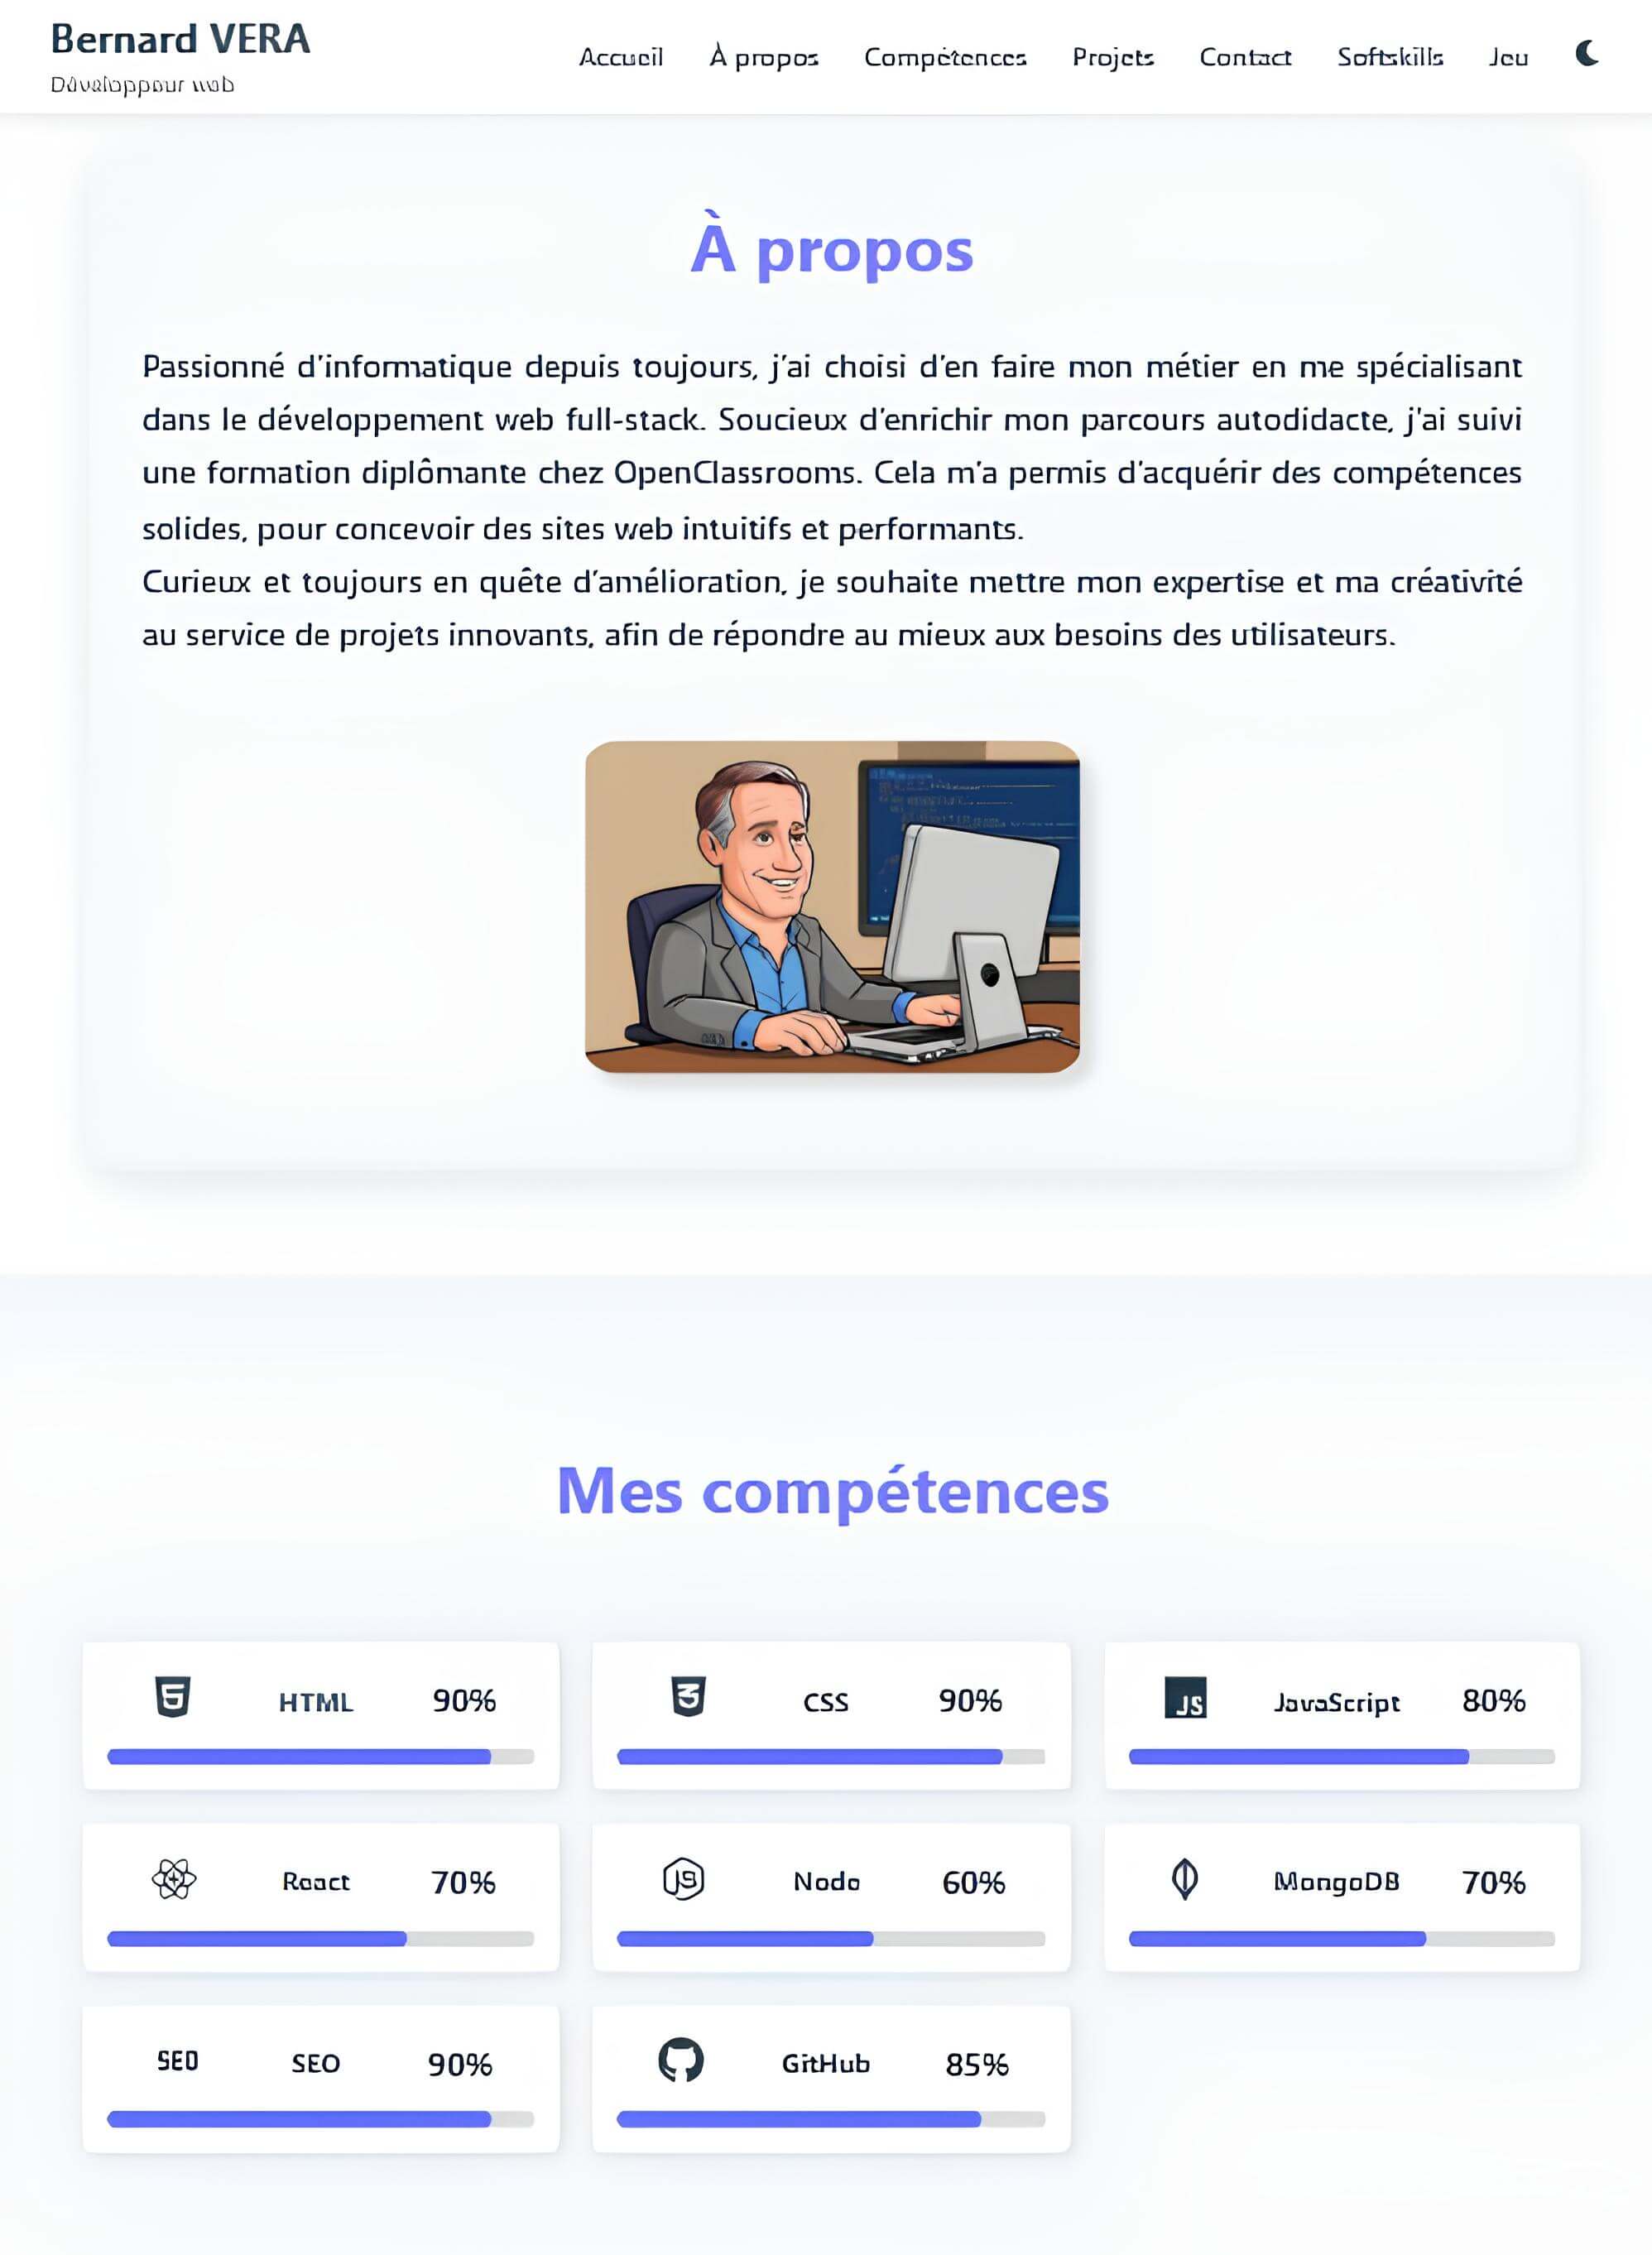 Bernard VERA
Développeur web
Accueil À propos Compétences Projets Contact Softskills Jeu
À propos
Passionné d'informatique depuis toujours, j'ai choisi d'en faire mon métier en me spécialisant
dans le développement web full-stack. Soucieux d'enrichir mon parcours autodidacte, j'ai suivi
une formation diplômante chez OpenClassrooms. Cela m'a permis d'acquérir des compétences
solides, pour concevoir des sites web intuitifs et performants.
Curieux et toujours en quête d'amélioration, je souhaite mettre mon expertise et ma créativité
au service de projets innovants, afin de répondre au mieux aux besoins des utilisateurs.
Mes compétences
5 HTML 90%
3 CSS 90%
JS JavaScript 80%
React 70%
JS Node 60%
MongoDB 70%
SEO SEO 90%
GitHub 85%